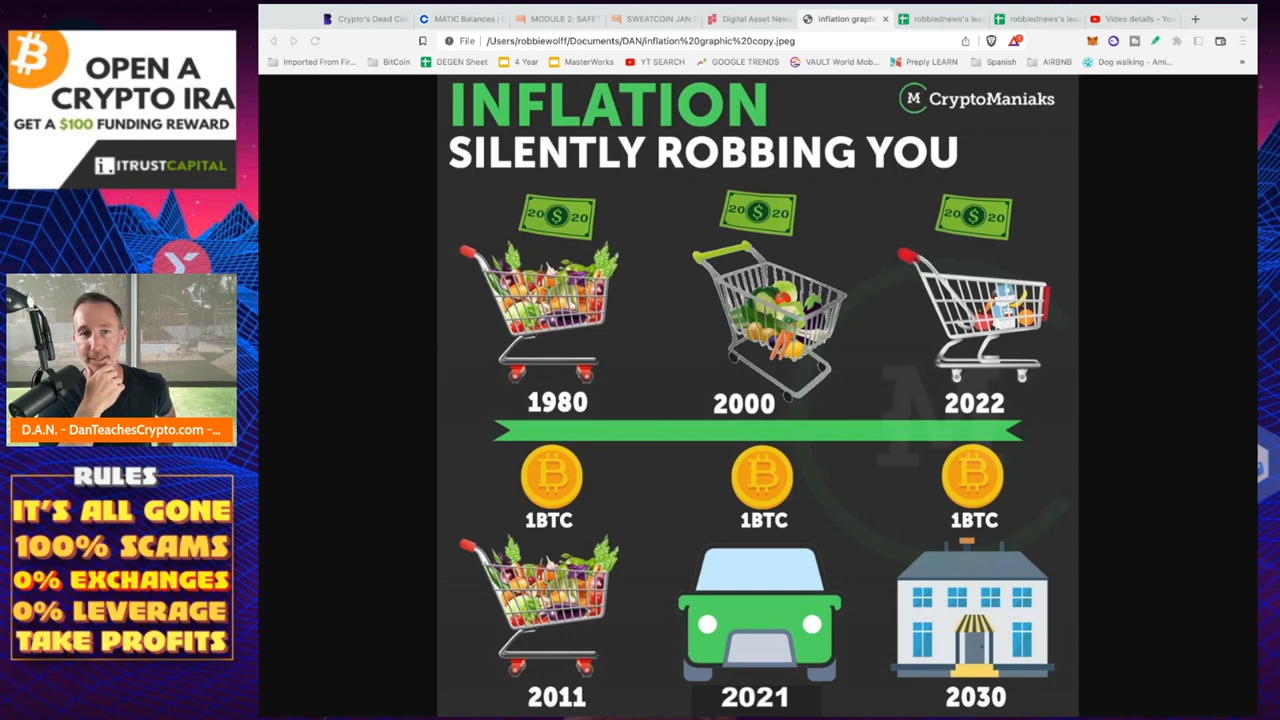 OPEN A
CRYPTO IRA
GET A $100 FUNDING REWARD
ITRUSTCAPITAL
D.A.N. - DanTeachesCrypto.com -...
RULES
IT'S ALL GONE
100% SCAMS
0% EXCHANGES
0% LEVERAGE
TAKE PROFITS
Crypto's Dead Coi
MATIC Balances |
MODULE 2: SAFET
SWEATCOIN JAN
Digital Asset News
inflation graphi
robbiednews's lea
robbiednews's lea
Video details - You
File /Users/robbiewolff/Documents/DAN/inflation%20graphic%20copy.jpeg
Imported From Fir... BitCoin DEGEN Sheet 4 Year MasterWorks YT SEARCH GOOGLE TRENDING VAULT World Mob... Preply LEARN Spanish AIRBNB Dog walking - Ami... »
INFLATION
CryptoManiaks
SILENTLY ROBBING YOU
20 $ 20
20 $ 20
20 $ 20
1980
2000
2022
1BTC
1BTC
1BTC
2011
2021
2030